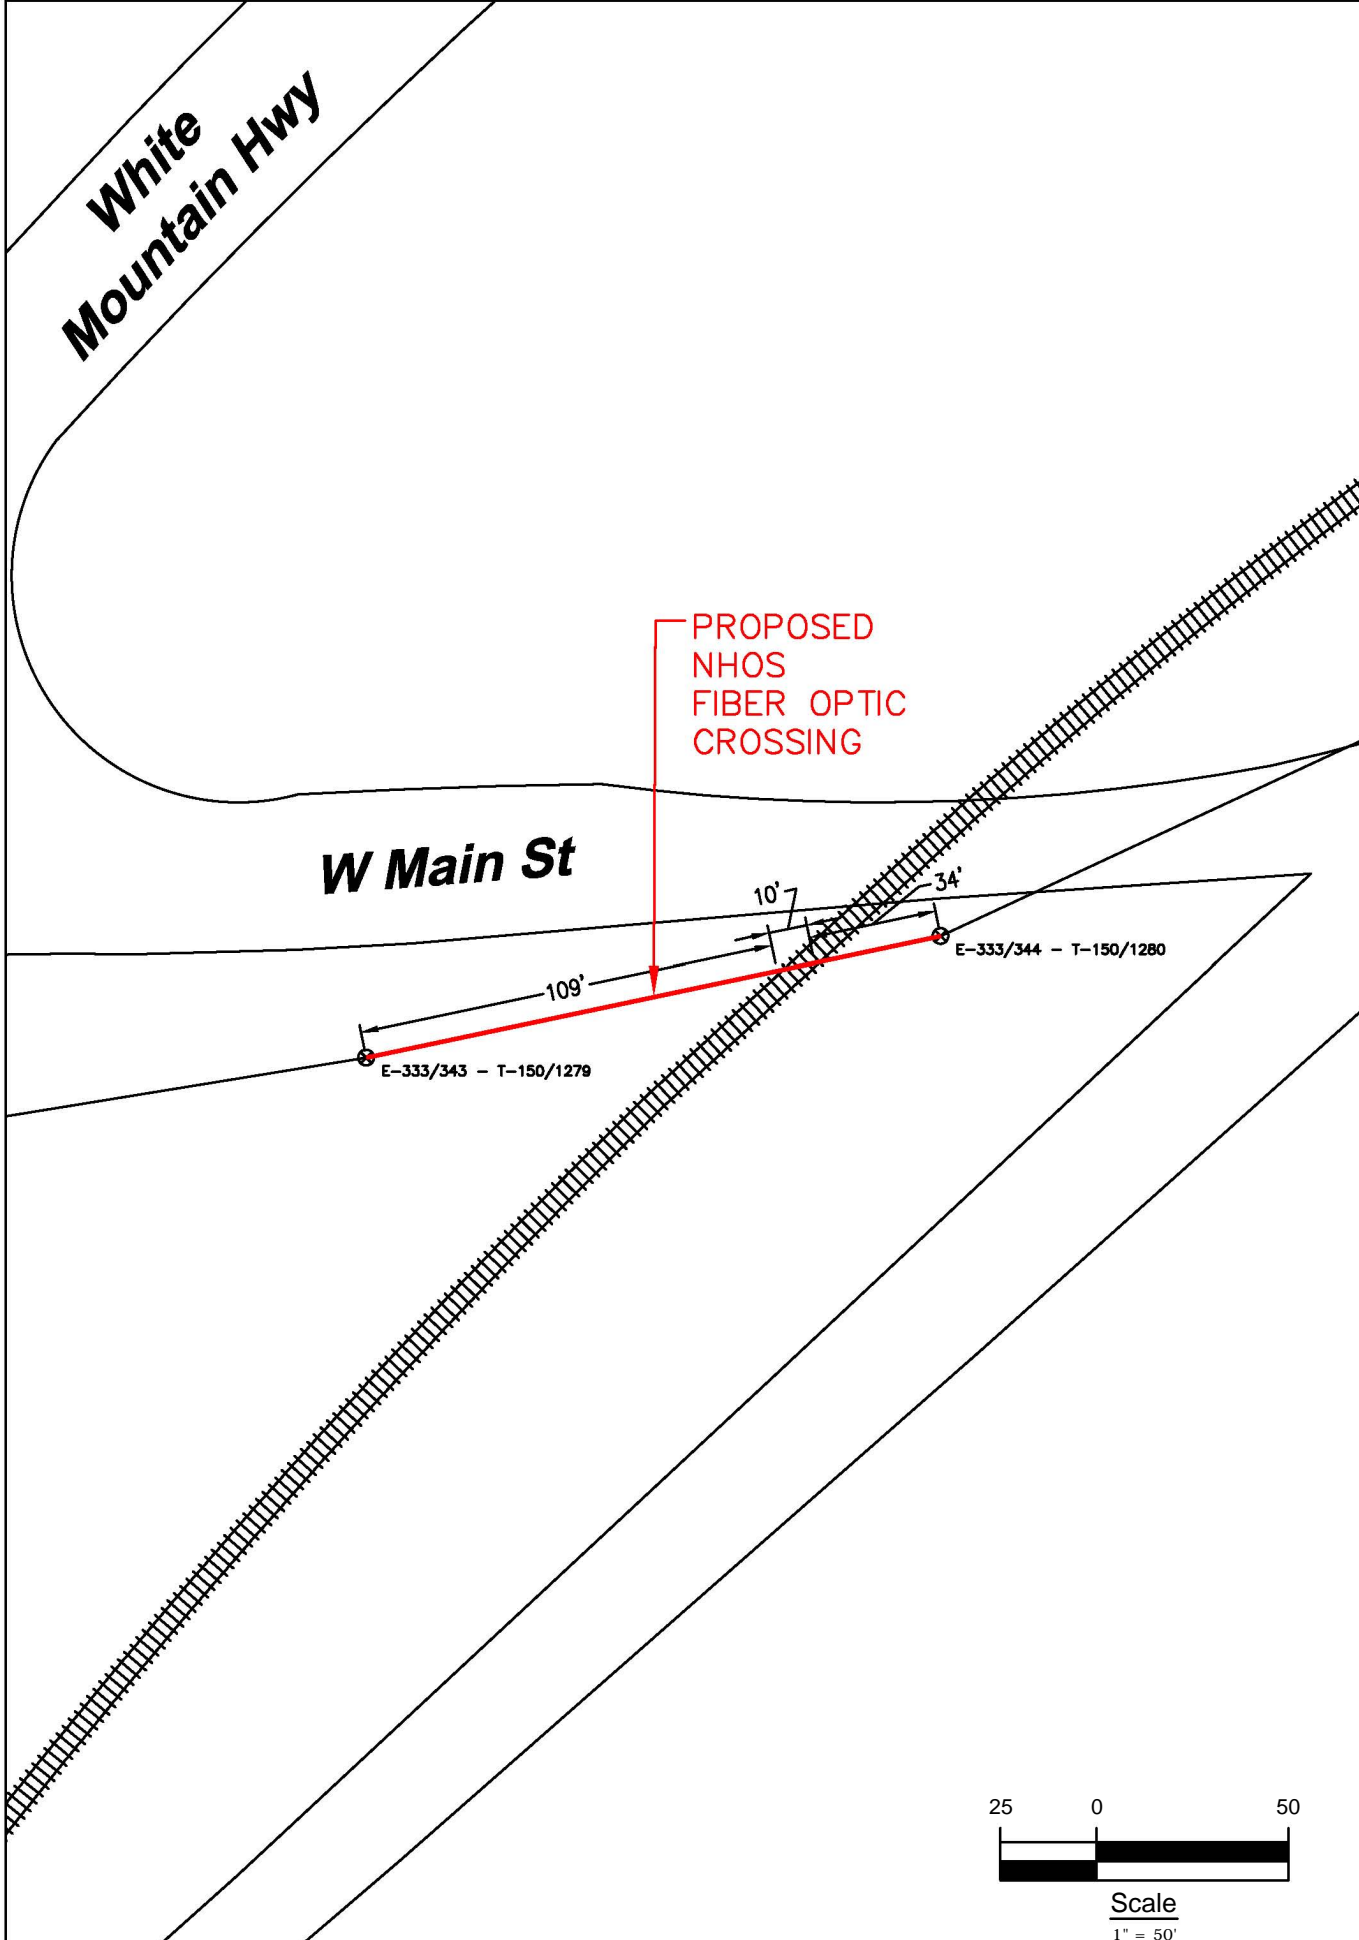 White
Mountain Hwy
PROPOSED
NHOS
FIBER OPTIC
CROSSING
W Main St
10'
34'
E-333/344 - T-150/1280
109'
E-333/343 - T-150/1279
25 0 50
Scale
1" = 50'